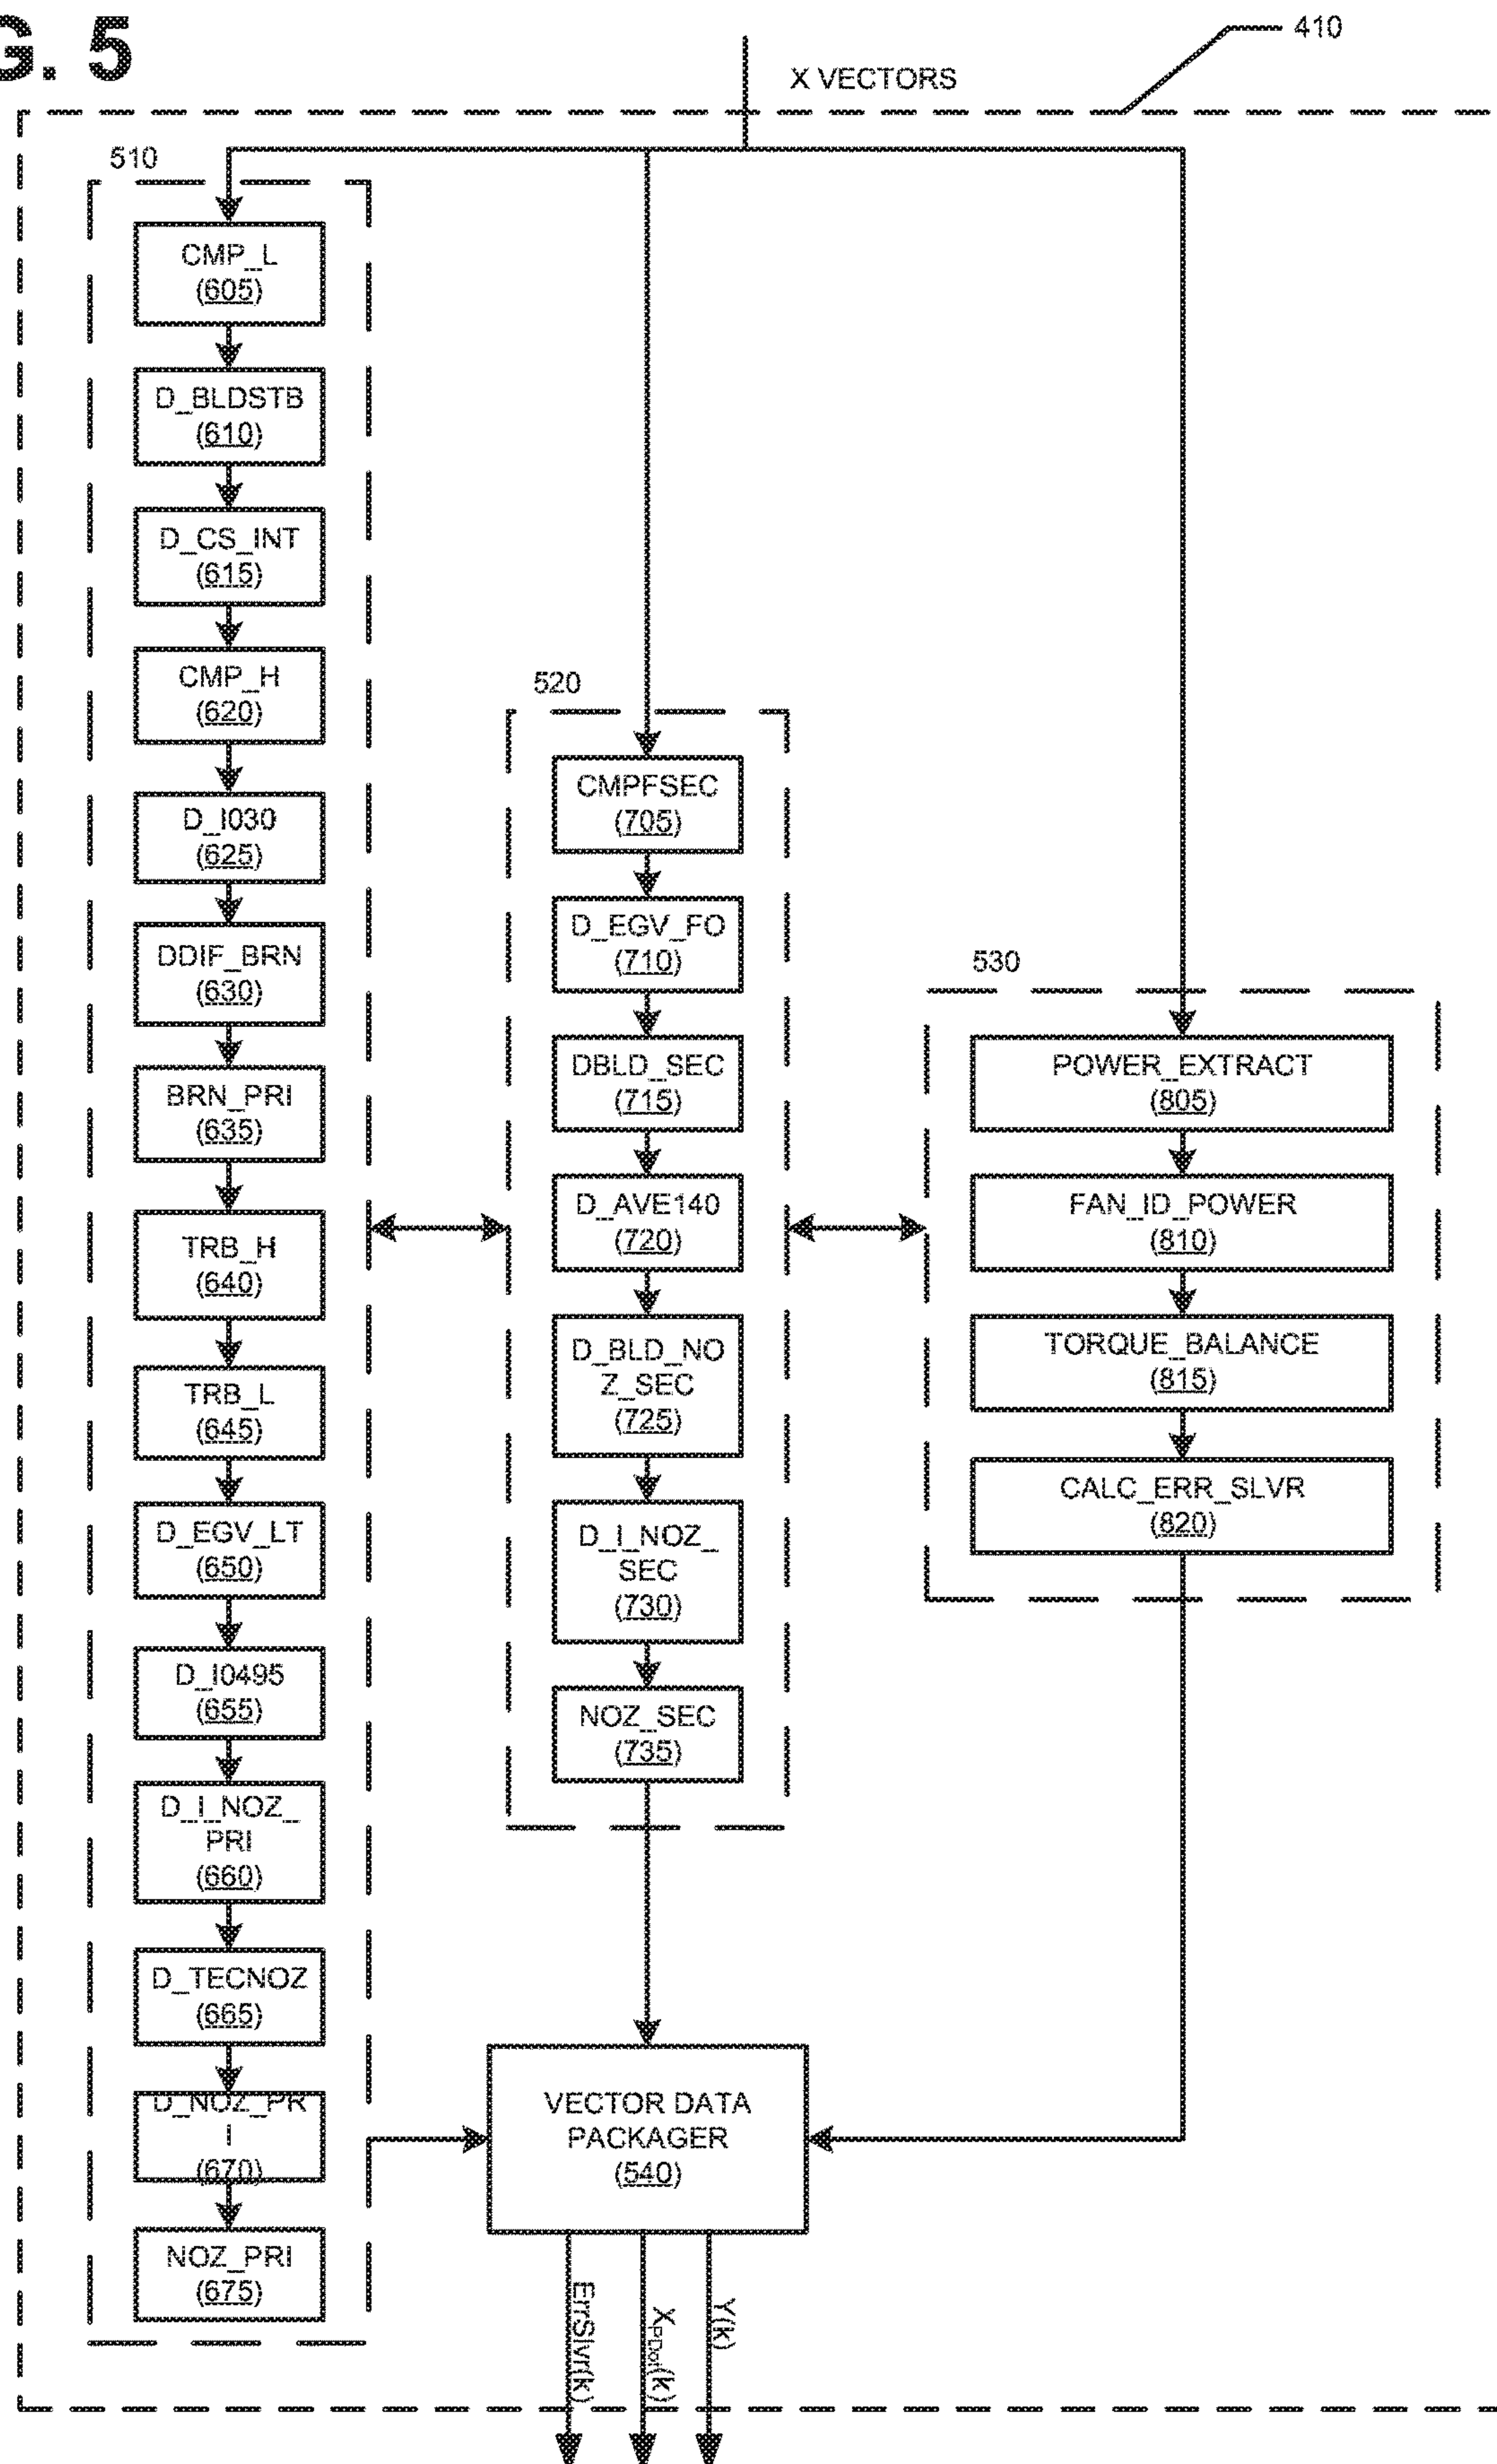 G. 5
410
X VECTORS
510
CMP_L
(605)
D_BLDSTB
(610)
D_CS_INT
(615)
CMP_H
(620)
D_I030
(625)
DDIF_BRN
(630)
BRN_PRI
(635)
TRB_H
(640)
TRB_L
(645)
D_EGV_LT
(650)
D_I0495
(655)
D_I_NOZ_
PRI
(660)
D_TECNOZ
(665)
D_NOZ_PR
I
(670)
NOZ_PRI
(675)
520
CMPFSEC
(705)
D_EGV_FO
(710)
DBLD_SEC
(715)
D_AVE140
(720)
D_BLD_NO
Z_SEC
(725)
D_I_NOZ_
SEC
(730)
NOZ_SEC
(735)
530
POWER_EXTRACT
(805)
FAN_ID_POWER
(810)
TORQUE_BALANCE
(815)
CALC_ERR_SLVR
(820)
VECTOR DATA
PACKAGER
(540)
ErrSlvr(k)
XPDot(k)
Y(k)